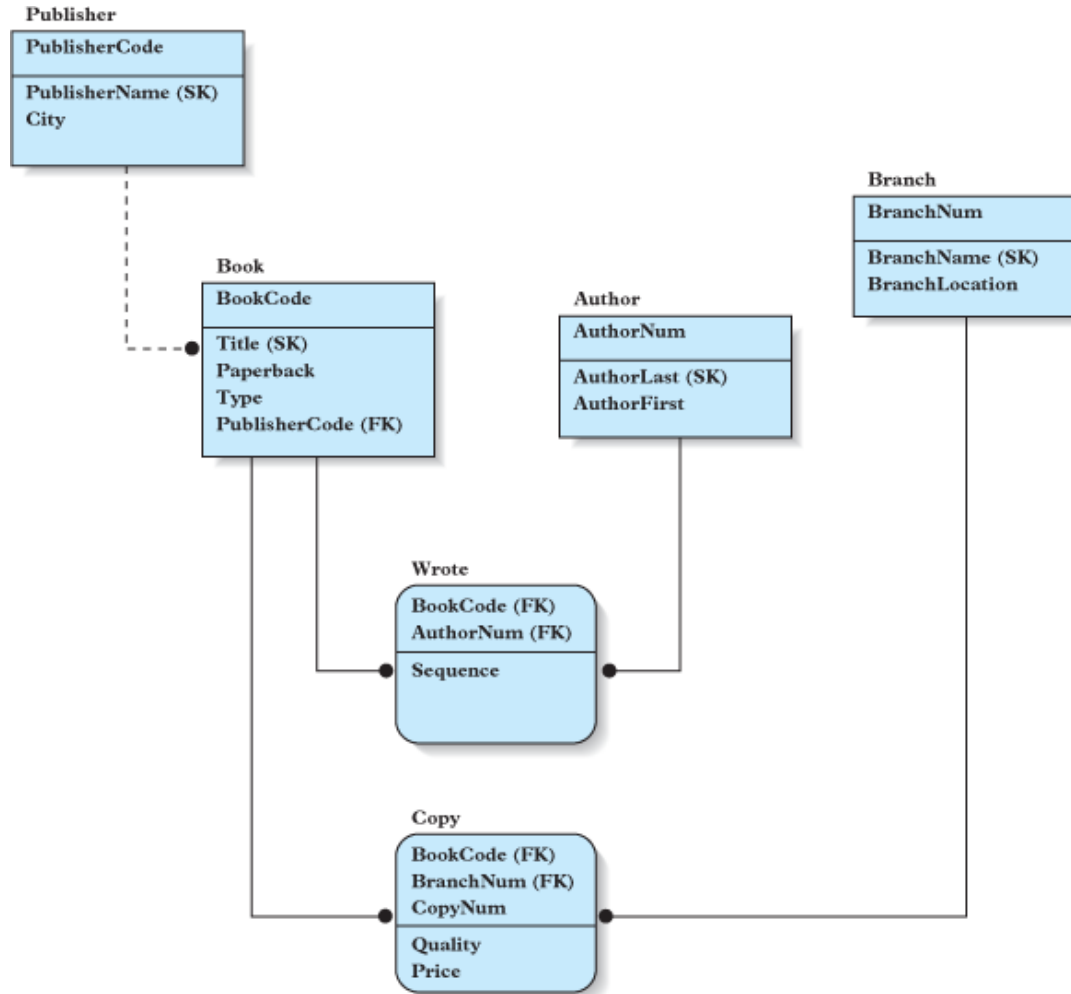 Publisher
PublisherCode
PublisherName (SK)
City
Branch
BranchNum
BranchName (SK)
BranchLocation
Book
BookCode
Title (SK)
Paperback
Type
PublisherCode (FK)
Author
AuthorNum
AuthorLast (SK)
AuthorFirst
Wrote
BookCode (FK)
AuthorNum (FK)
Sequence
Copy
BookCode (FK)
BranchNum (FK)
CopyNum
Quality
Price